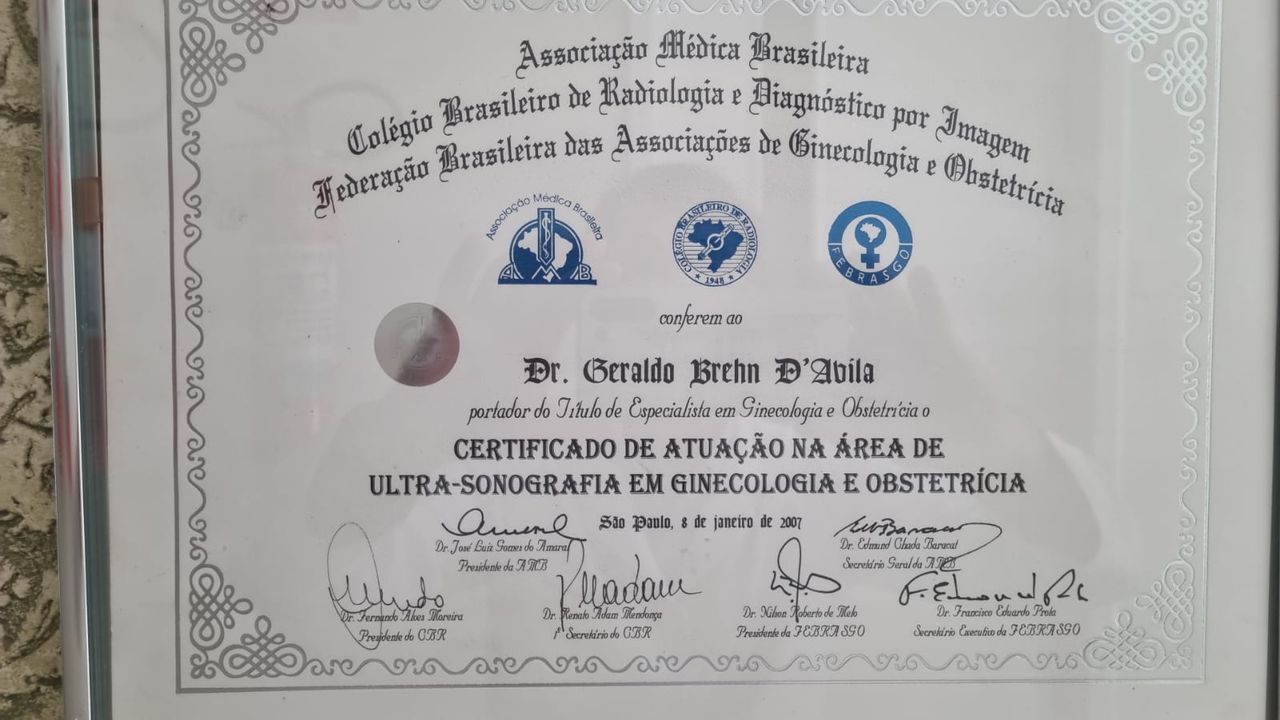 Associação Médica Brasileira
Colégio Brasileiro de Radiologia e Diagnóstico por Imagem
Federação Brasileira das Associações de Ginecologia e Obstetrícia
Associação Médica Brasileira
COLÉGIO BRASILEIRO DE RADIOLOGIA
1948
FEBRASGO
conferem ao
Dr. Geraldo Brehn D'Avila
portador do Título de Especialista em Ginecologia e Obstetrícia o
CERTIFICADO DE ATUAÇÃO NA ÁREA DE
ULTRA-SONOGRAFIA EM GINECOLOGIA E OBSTETRÍCIA
São Paulo, 8 de janeiro de 2007
Dr. José Luiz Gomes do Amaral
Presidente da AMB
Dr. Edmund Chada Baracat
Secretário Geral da AMB
Dr. Fernando Alves Moreira
Presidente do CBR
Dr. Renato Adam Mendonça
1º Secretário do CBR
Dr. Nilson Roberto de Melo
Presidente da FEBRASGO
Dr. Francisco Eduardo Prota
Secretário Executivo da FEBRASGO